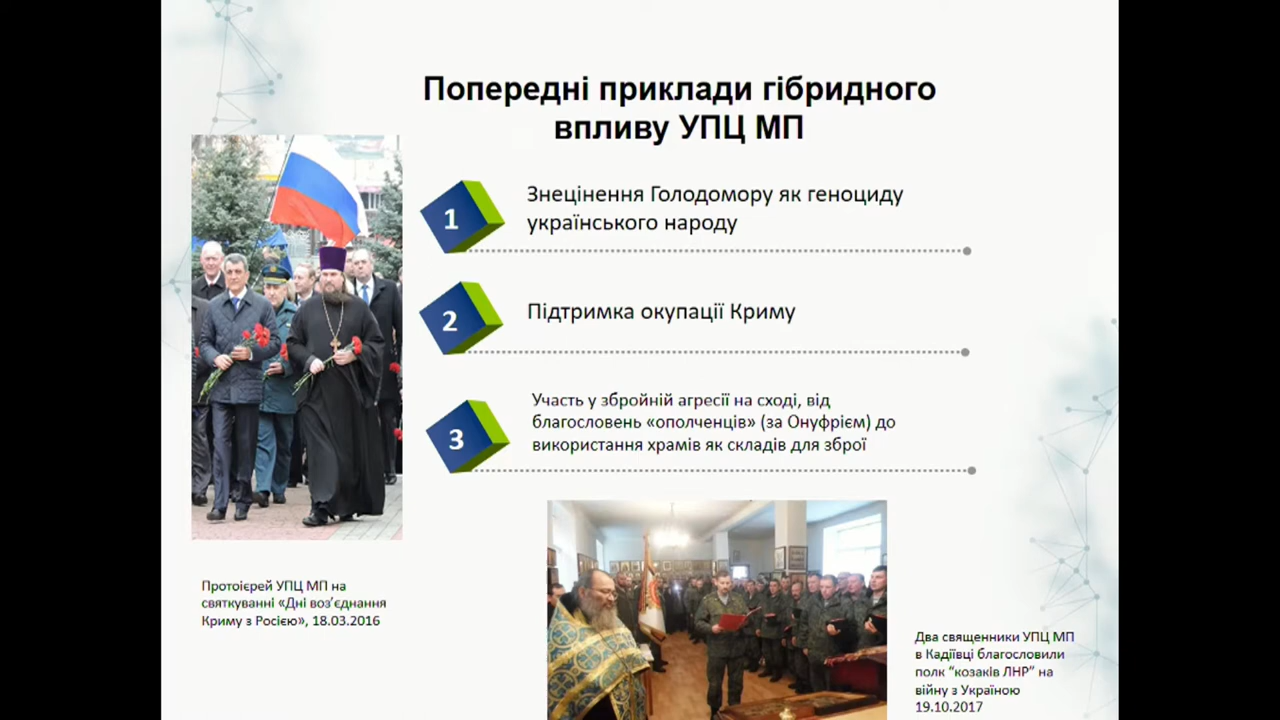 Попередні приклади гібридного
впливу УПЦ МП
1
Знецінення Голодомору як геноциду
українського народу
2
Підтримка окупації Криму
3
Участь у збройній агресії на сході, від
благословень «ополченців» (за Онуфрієм) до
використання храмів як складів для зброї
Протоієрей УПЦ МП на
святкуванні «Дні воз’єднання
Криму з Росією», 18.03.2016
Два священники УПЦ МП
в Кадіївці благословили
полк “козаків ЛНР” на
війну з Україною
19.10.2017